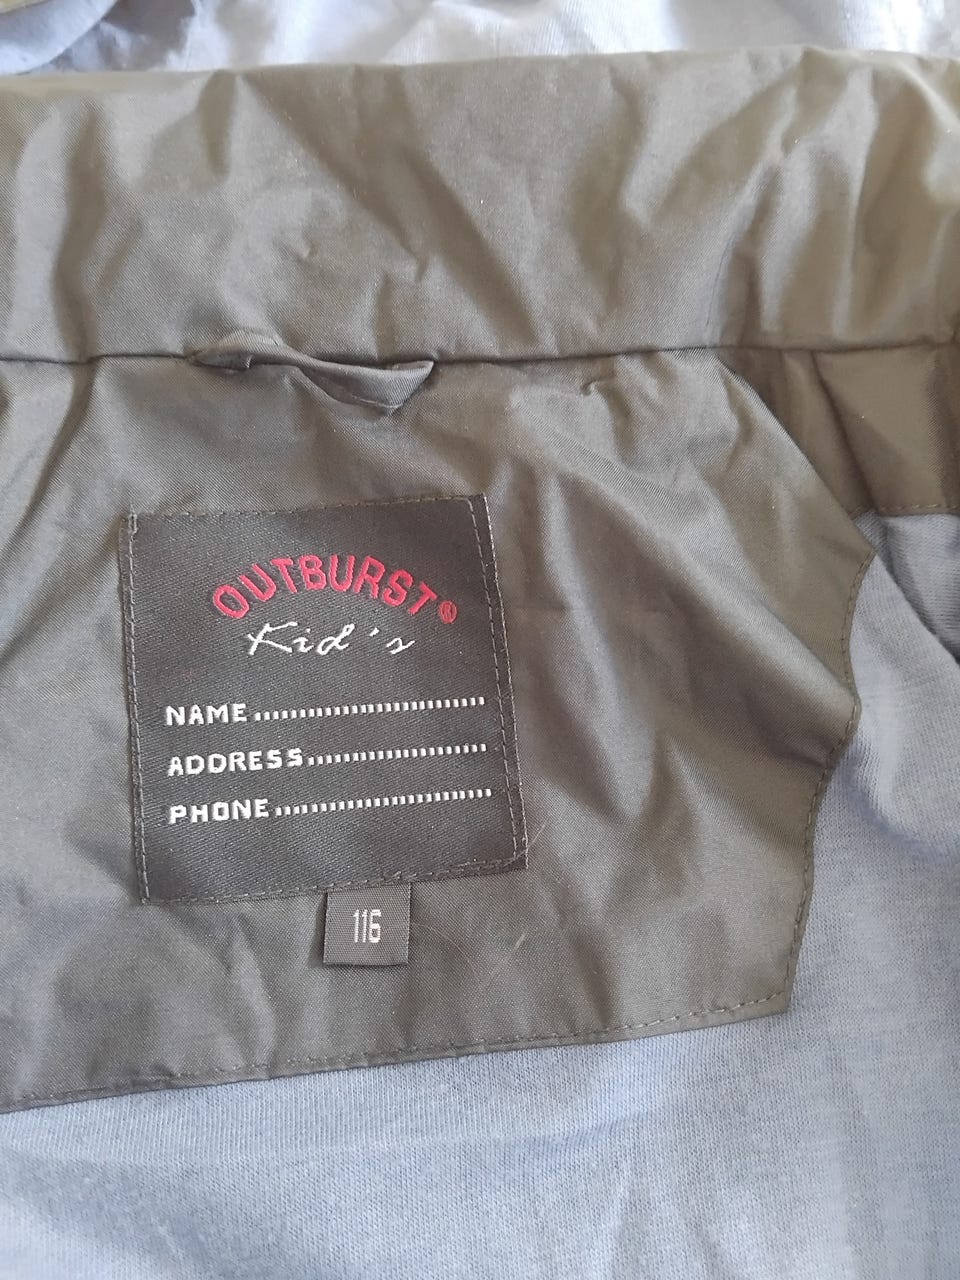 OUTBURST®
Kid's
NAME..........................
ADDRESS....................
PHONE........................
116